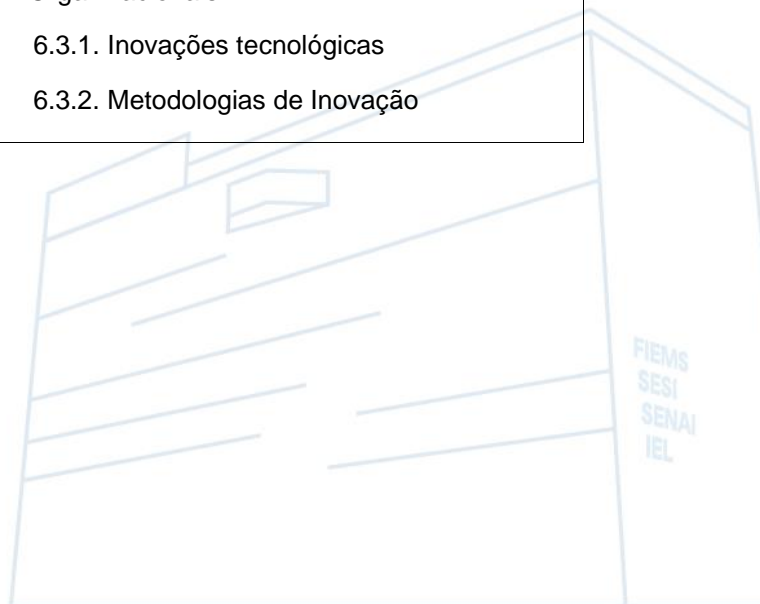 6.3.1. Inovações tecnológicas
6.3.2. Metodologias de Inovação
FIEMS
SESI
SENAI
IEL